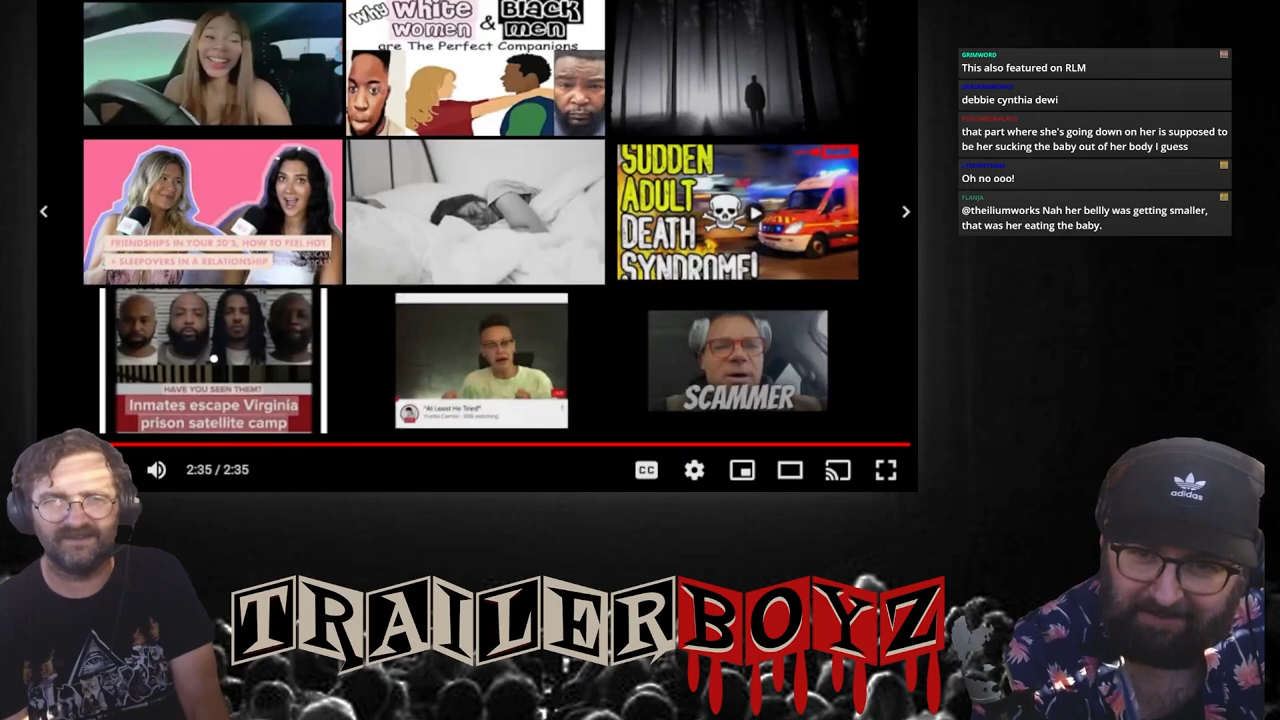 Why white women & Black men
are The Perfect Companions
FRIENDSHIPS IN YOUR 20'S, HOW TO FEEL HOT
+ SLEEPOVERS IN A RELATIONSHIP
SUDDEN
ADULT
DEATH
SYNDROME!
HAVE YOU SEEN THEM?
Inmates escape Virginia
prison satellite camp
"At Least He Tried"
SCAMMER
2:35 / 2:35
CC
GRIMWORD
This also featured on RLM
debbie cynthia dewi
that part where she's going down on her is supposed to
be her sucking the baby out of her body I guess
Oh no ooo!
YLANJA
@theiliumworks Nah her bellly was getting smaller,
that was her eating the baby.
adidas
TRAILERBOYZ